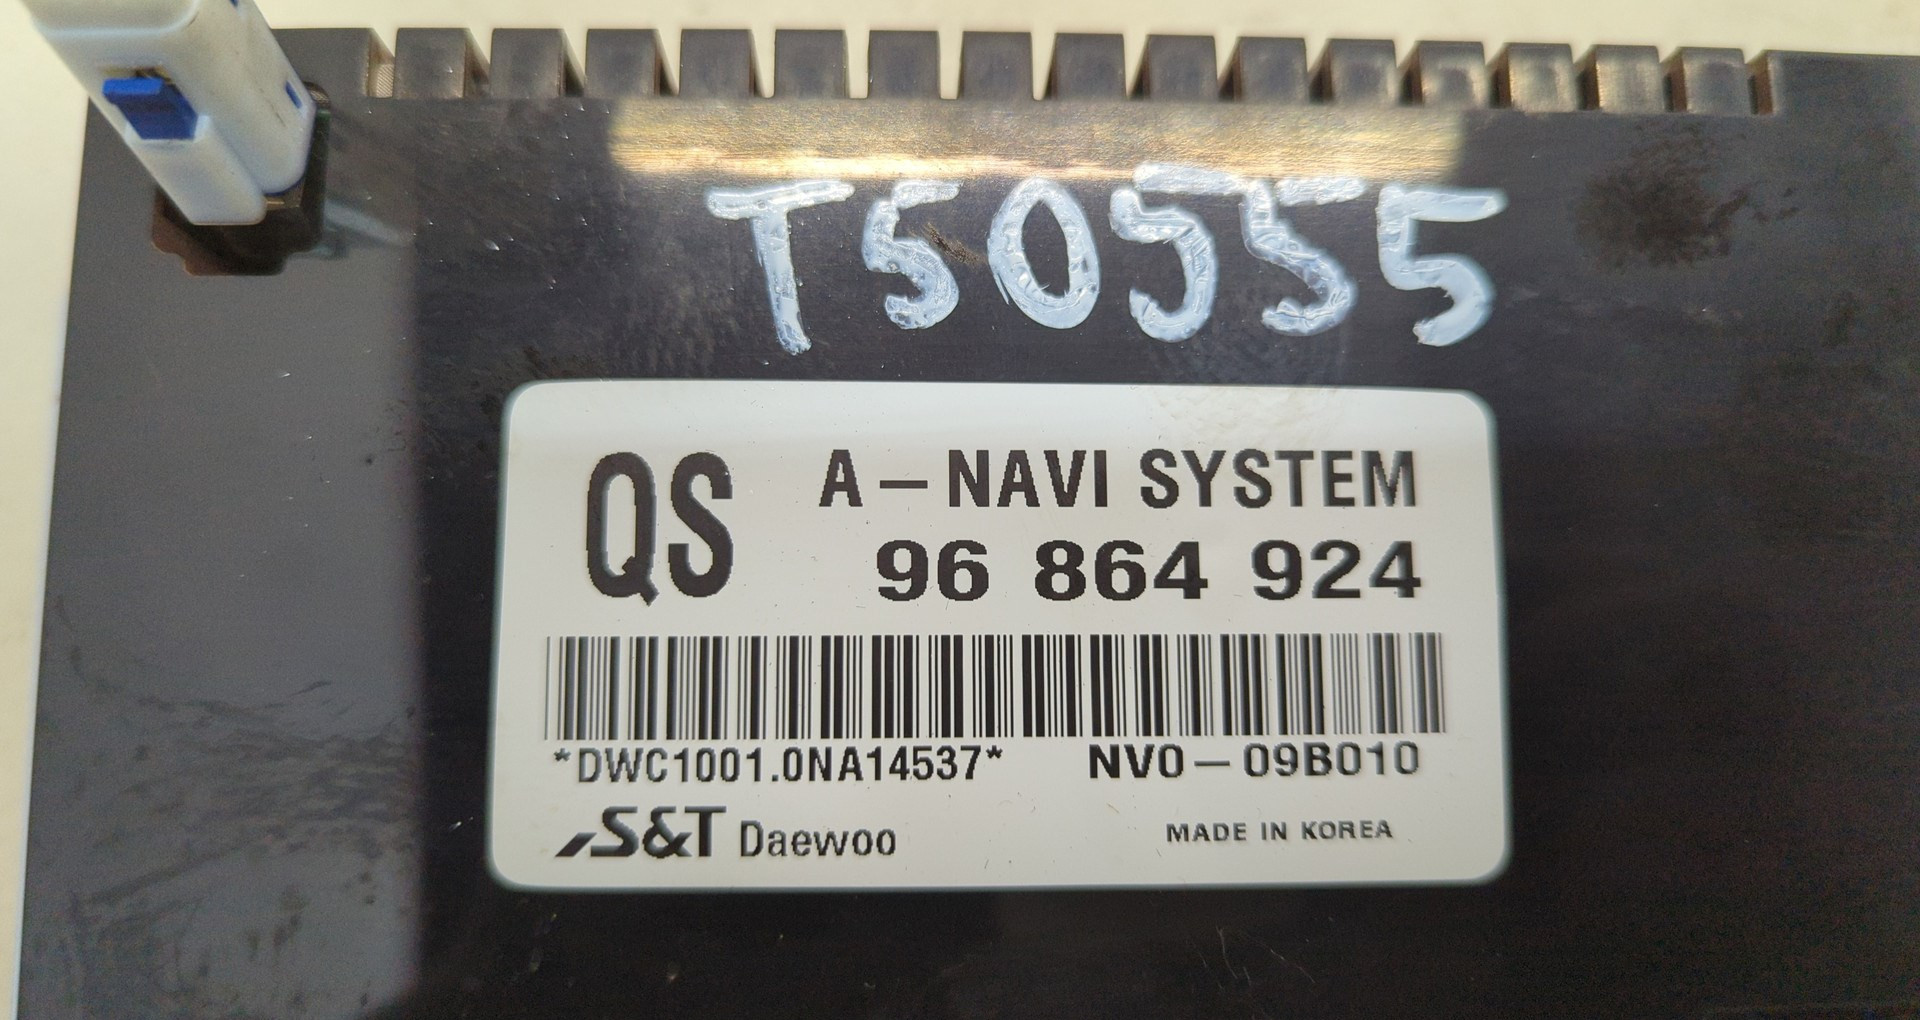 T50555
QS
A-NAVI SYSTEM
96 864 924
*DWC1001.0NA14537* NV0-09B010
S&T Daewoo MADE IN KOREA